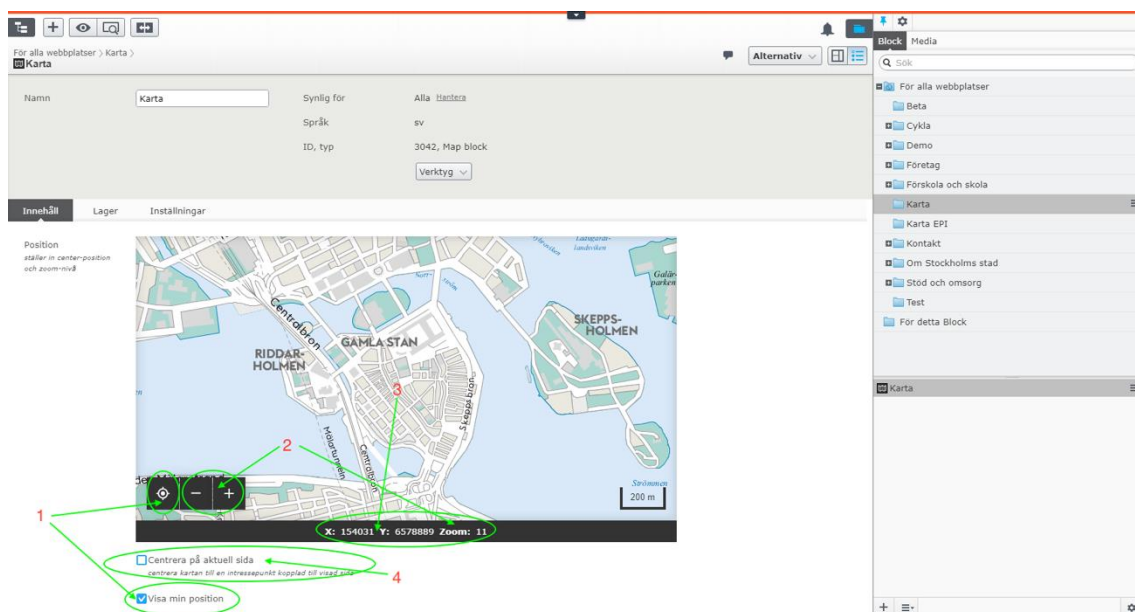 För alla webbplatser > Karta >
Karta
Alternativ
Namn
Karta
Synlig för
Alla Hantera
Språk
sv
ID, typ
3042, Map block
Verktyg
Innehåll
Lager
Inställningar
Position
ställer in center-position
och zoom-nivå
Galär-
parken
Centralbron
GAMLA STAN
SKEPPS-
HOLMEN
RIDDAR-
HOLMEN
3
Skeppsbron
2
Mälartunneln
Centralbron
Strömmen
200 m
1
X: 154031 Y: 6578889 Zoom: 11
Centrera på aktuell sida
centrera kartan till en intressepunkt kopplad till visad sida
4
Visa min position
Block
Media
Sök
För alla webbplatser
Beta
Cykla
Demo
Företag
Förskola och skola
Karta
Karta EPI
Kontakt
Om Stockholms stad
Stöd och omsorg
Test
För detta Block
Karta